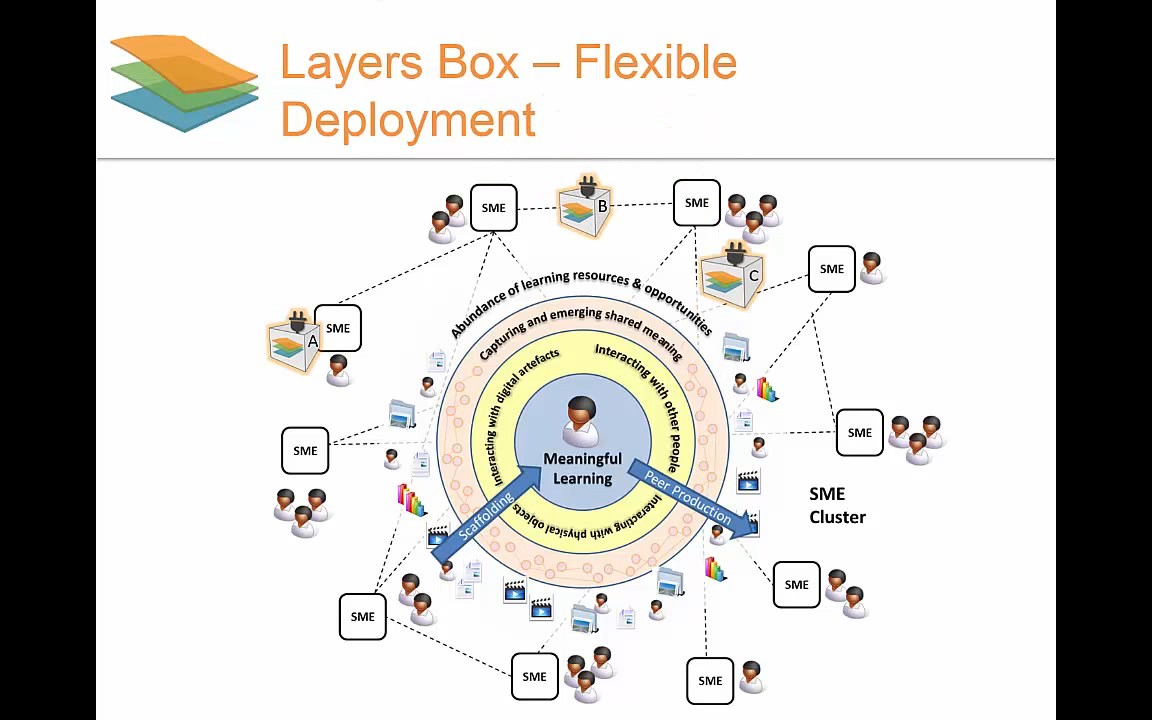 Layers Box – Flexible
Deployment
SME
B
SME
SME
C
Abundance of learning resources & opportunities
SME
A
Capturing and emerging shared meaning
Interacting with digital artefacts
Interacting with other people
Meaningful
Learning
SME
SME
Scaffolding
Peer Production
Interacting with physical objects
SME
Cluster
SME
SME
SME
SME